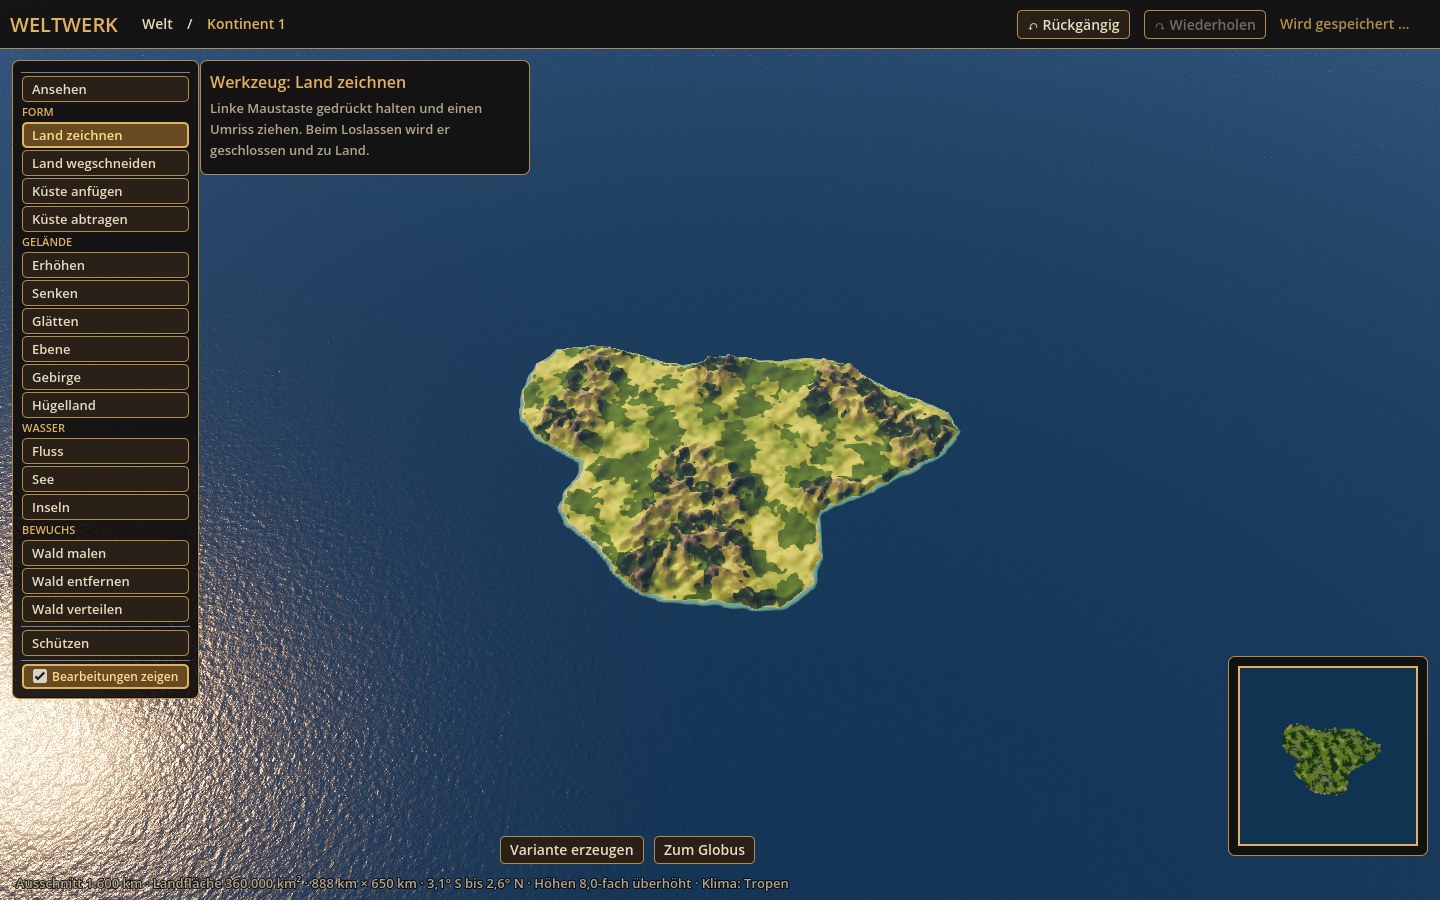 WELTWERK
Welt / Kontinent 1
Rückgängig
Wiederholen
Wird gespeichert ...
Ansehen
FORM
Land zeichnen
Land wegschneiden
Küste anfügen
Küste abtragen
GELÄNDE
Erhöhen
Senken
Glätten
Ebene
Gebirge
Hügelland
WASSER
Fluss
See
Inseln
BEWUCHS
Wald malen
Wald entfernen
Wald verteilen
Schützen
Bearbeitungen zeigen
Werkzeug: Land zeichnen
Linke Maustaste gedrückt halten und einen
Umriss ziehen. Beim Loslassen wird er
geschlossen und zu Land.
Variante erzeugen
Zum Globus
Ausschnitt 1.600 km · Landfläche 360.000 km² · 888 km × 650 km · 3,1° S bis 2,6° N · Höhen 8,0-fach überhöht · Klima: Tropen